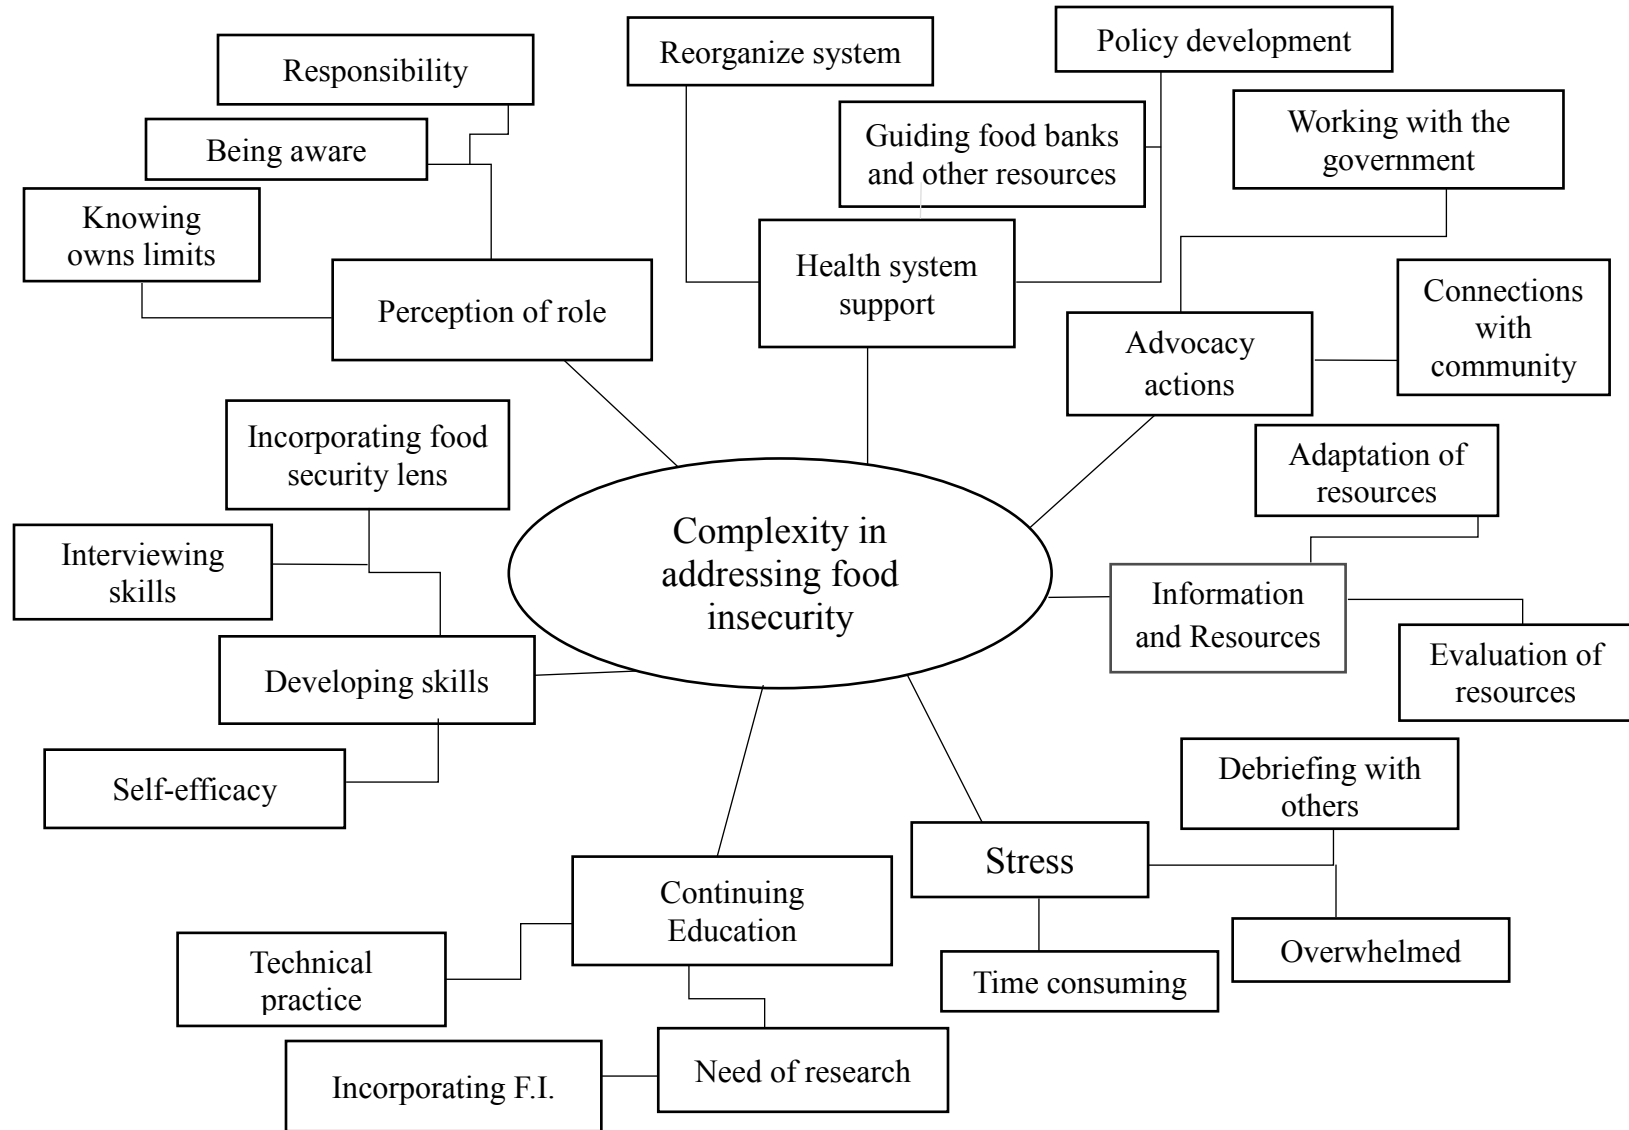 Responsibility
Being aware
Knowing
owns limits
Perception of role
Reorganize system
Policy development
Guiding food banks
and other resources
Health system
support
Working with the
government
Connections
with
community
Advocacy
actions
Incorporating food
security lens
Interviewing
skills
Developing skills
Self-efficacy
Complexity in
addressing food
insecurity
Adaptation of
resources
Information
and Resources
Evaluation of
resources
Debriefing with
others
Stress
Overwhelmed
Time consuming
Continuing
Education
Technical
practice
Need of research
Incorporating F.I.